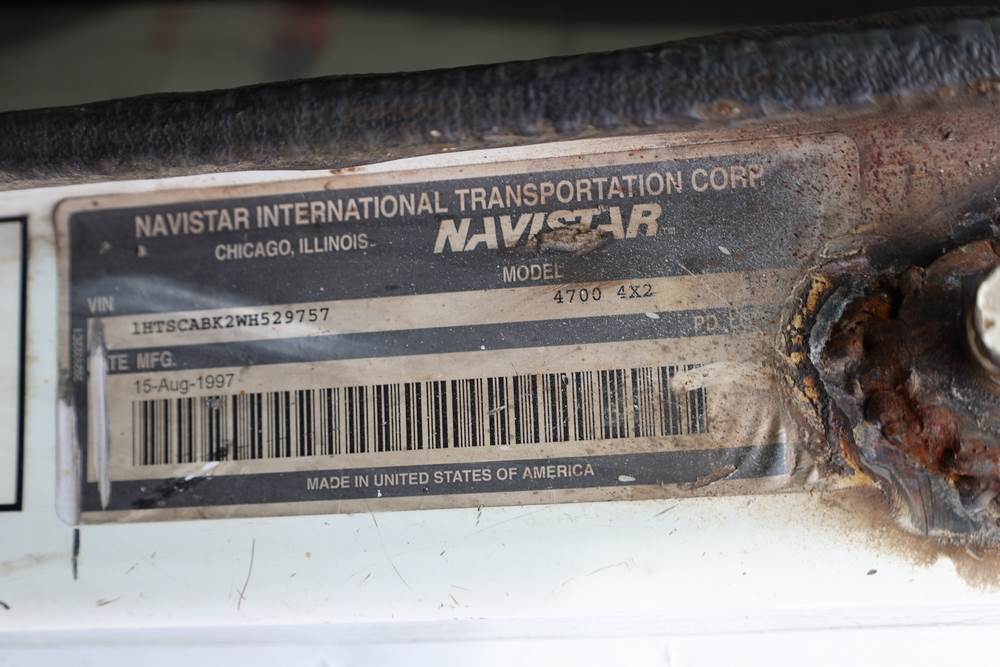 NAVISTAR INTERNATIONAL TRANSPORTATION CORP.
CHICAGO, ILLINOIS
NAVISTAR™
MODEL
4700 4X2
VIN
1HTSCABK2WH529757
MFG.
15-Aug-1997
MADE IN UNITED STATES OF AMERICA